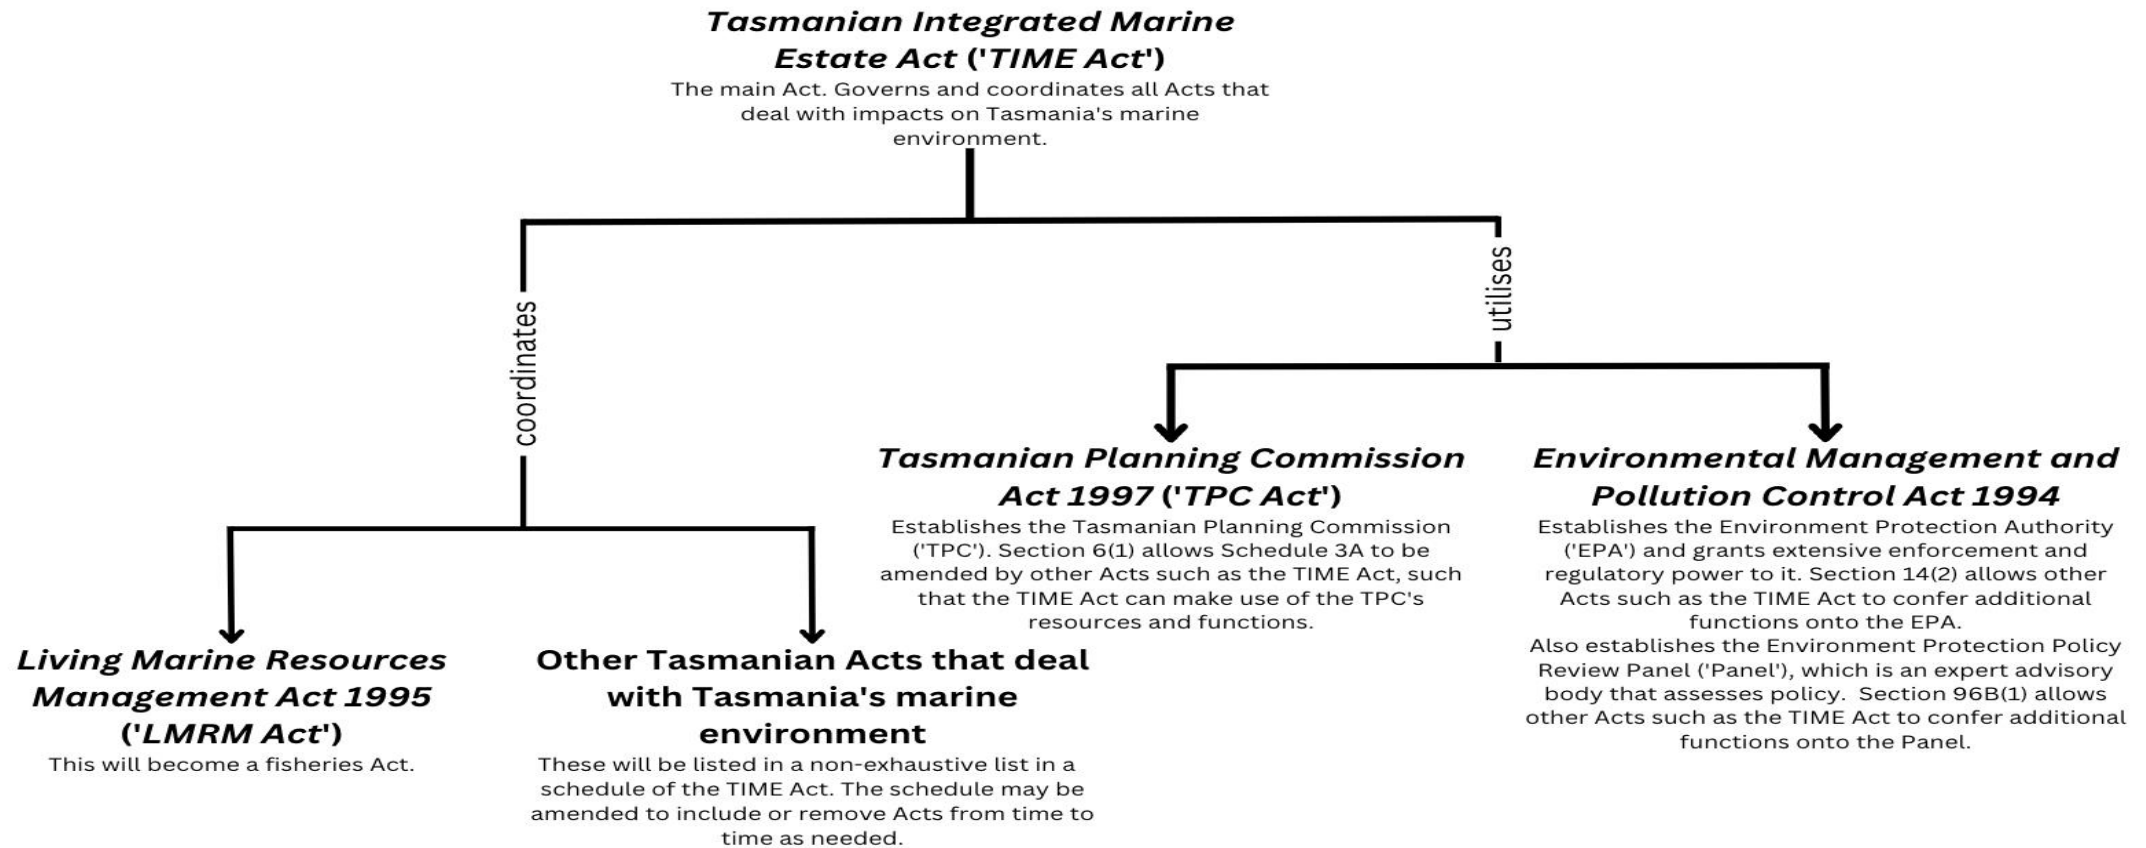 Tasmanian Integrated Marine
Estate Act ('TIME Act')
The main Act. Governs and coordinates all Acts that
deal with impacts on Tasmania's marine
environment.
coordinates
utilises
Tasmanian Planning Commission
Act 1997 ('TPC Act')
Establishes the Tasmanian Planning Commission
('TPC'). Section 6(1) allows Schedule 3A to be
amended by other Acts such as the TIME Act, such
that the TIME Act can make use of the TPC's
resources and functions.
Environmental Management and
Pollution Control Act 1994
Establishes the Environment Protection Authority
('EPA') and grants extensive enforcement and
regulatory power to it. Section 14(2) allows other
Acts such as the TIME Act to confer additional
functions onto the EPA.
Also establishes the Environment Protection Policy
Review Panel ('Panel'), which is an expert advisory
body that assesses policy.  Section 96B(1) allows
other Acts such as the TIME Act to confer additional
functions onto the Panel.
Living Marine Resources
Management Act 1995
('LMRM Act')
This will become a fisheries Act.
Other Tasmanian Acts that deal
with Tasmania's marine
environment
These will be listed in a non-exhaustive list in a
schedule of the TIME Act. The schedule may be
amended to include or remove Acts from time to
time as needed.